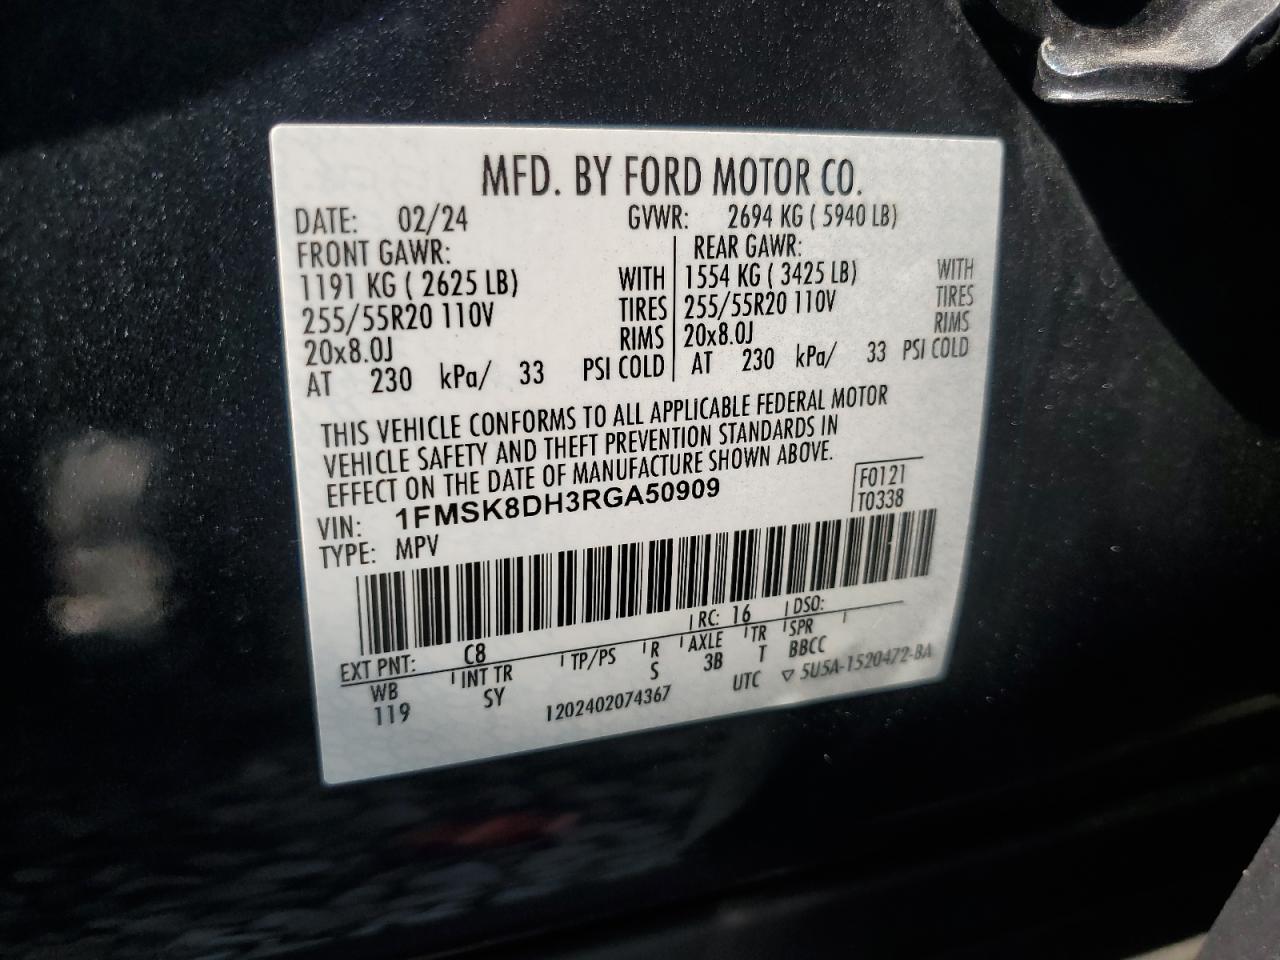 MFD. BY FORD MOTOR CO.
DATE: 02/24 GVWR: 2694 KG ( 5940 LB)
FRONT GAWR: REAR GAWR:
1191 KG ( 2625 LB) WITH 1554 KG ( 3425 LB) WITH
255/55R20 110V TIRES 255/55R20 110V TIRES
20x8.0J RIMS 20x8.0J RIMS
AT 230 kPa/ 33 PSI COLD AT 230 kPa/ 33 PSI COLD
THIS VEHICLE CONFORMS TO ALL APPLICABLE FEDERAL MOTOR
VEHICLE SAFETY AND THEFT PREVENTION STANDARDS IN
EFFECT ON THE DATE OF MANUFACTURE SHOWN ABOVE.
VIN: 1FMSK8DH3RGA50909 F0121
TYPE: MPV T0338
EXT PNT: C8 RC: 16 DSO:
WB INT TR TP/PS R AXLE TR SPR
119 SY S 3B T BBCC
1202402074367 UTC ▽ 5U5A-1520472-BA